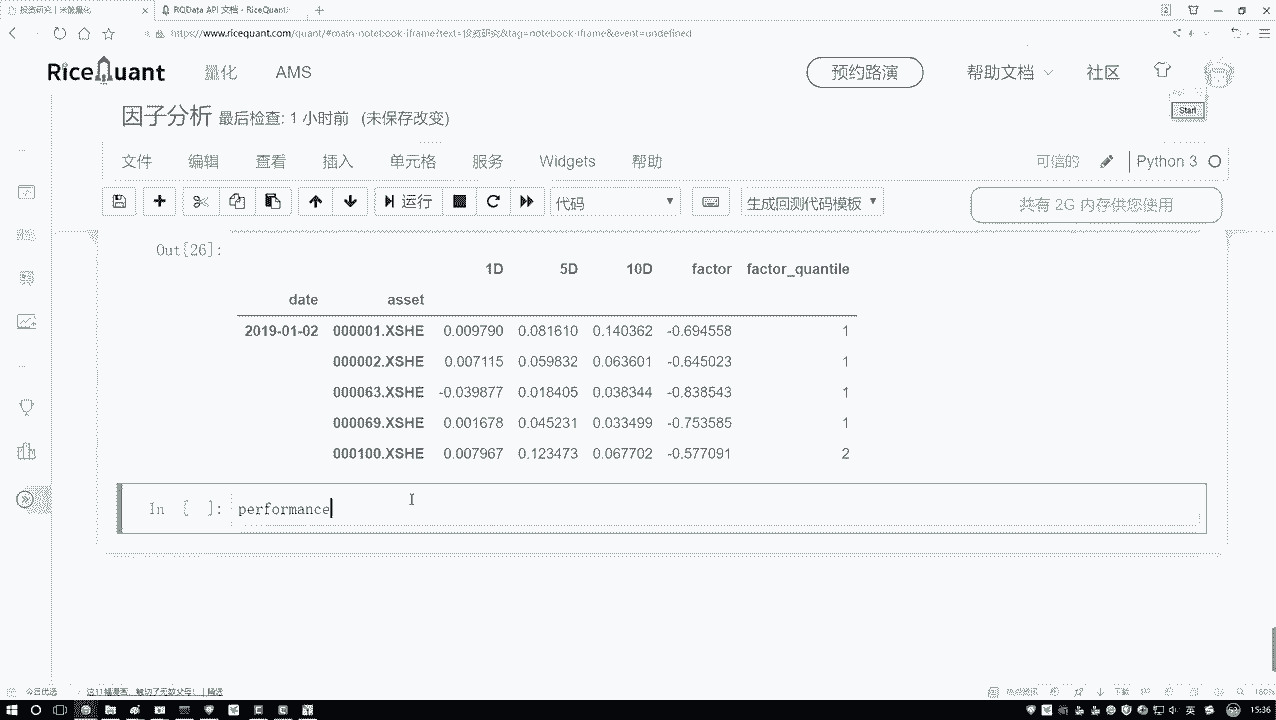 投资研究 | 米筐量化
RQData API 文档 - RiceQuant
https://www.ricequant.com/quant/#main-notebook-iframe?text=投资研究&tag=notebook-iframe&event=undefined
RiceQuant 量化 AMS 预约路演 帮助文档 社区
因子分析 最后检查: 1 小时前 (未保存改变)
Start
文件 编辑 查看 插入 单元格 服务 Widgets 帮助 可信的 Python 3
运行 代码 生成回测代码模板 共有 2G 内存供您使用
Out[26]:
1D 5D 10D factor factor_quantile
date asset
2019-01-02 000001.XSHE 0.009790 0.081610 0.140362 -0.694558 1
000002.XSHE 0.007115 0.059832 0.063601 -0.645023 1
000063.XSHE -0.039877 0.018405 0.038344 -0.838543 1
000069.XSHE 0.001678 0.045231 0.033499 -0.753585 1
000100.XSHE 0.007967 0.123473 0.067702 -0.577091 2
In [ ]: performance
今日优选
下载
160%
英
15:36